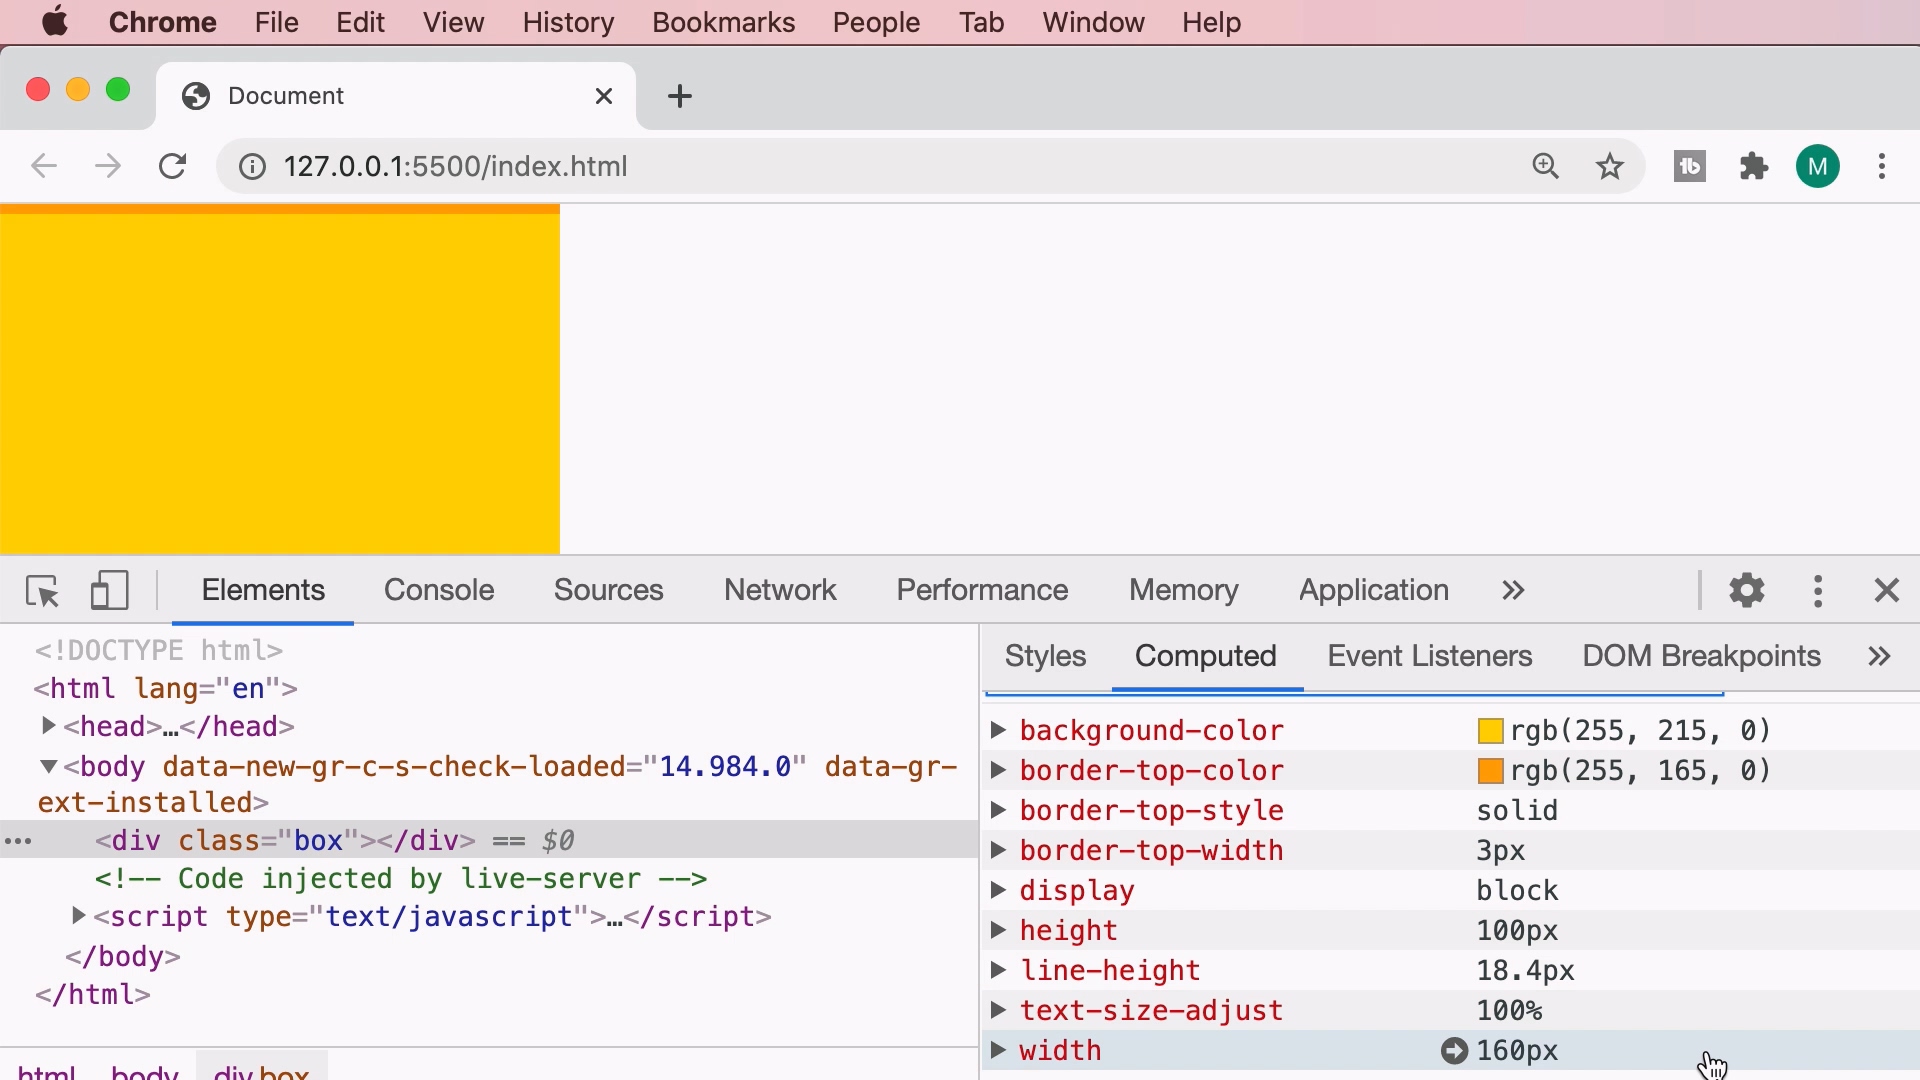 Chrome File Edit View History Bookmarks People Tab Window Help
Document
127.0.0.1:5500/index.html
M
Elements Console Sources Network Performance Memory Application
<!DOCTYPE html>
<html lang="en">
<head>…</head>
<body data-new-gr-c-s-check-loaded="14.984.0" data-gr-
ext-installed>
<div class="box"></div> == $0
<!-- Code injected by live-server -->
<script type="text/javascript">…</script>
</body>
</html>
html body div.box
Styles Computed Event Listeners DOM Breakpoints
background-color rgb(255, 215, 0)
border-top-color rgb(255, 165, 0)
border-top-style solid
border-top-width 3px
display block
height 100px
line-height 18.4px
text-size-adjust 100%
width 160px